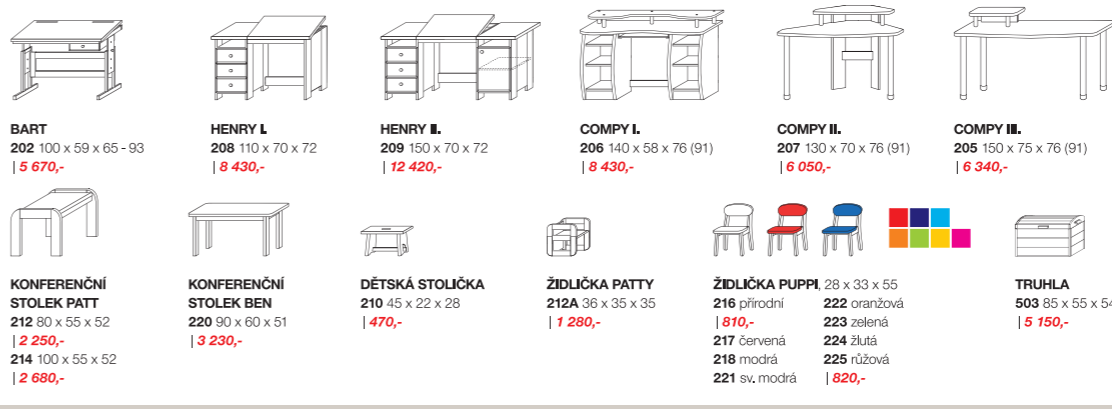 BART
202 100 x 59 x 65 - 93
| 5 670,-
HENRY I.
208 110 x 70 x 72
| 8 430,-
HENRY II.
209 150 x 70 x 72
| 12 420,-
COMPY I.
206 140 x 58 x 76 (91)
| 8 430,-
COMPY II.
207 130 x 70 x 76 (91)
| 6 050,-
COMPY III.
205 150 x 75 x 76 (91)
| 6 340,-
KONFERENČNÍ
STOLEK PATT
212 80 x 55 x 52
| 2 250,-
214 100 x 55 x 52
| 2 680,-
KONFERENČNÍ
STOLEK BEN
220 90 x 60 x 51
| 3 230,-
DĚTSKÁ STOLIČKA
210 45 x 22 x 28
| 470,-
ŽIDLIČKA PATTY
212A 36 x 35 x 35
| 1 280,-
ŽIDLIČKA PUPPI, 28 x 33 x 55
216 přírodní
| 810,-
217 červená
218 modrá
221 sv. modrá
222 oranžová
223 zelená
224 žlutá
225 růžová
| 820,-
TRUHLA
503 85 x 55 x 54
| 5 150,-